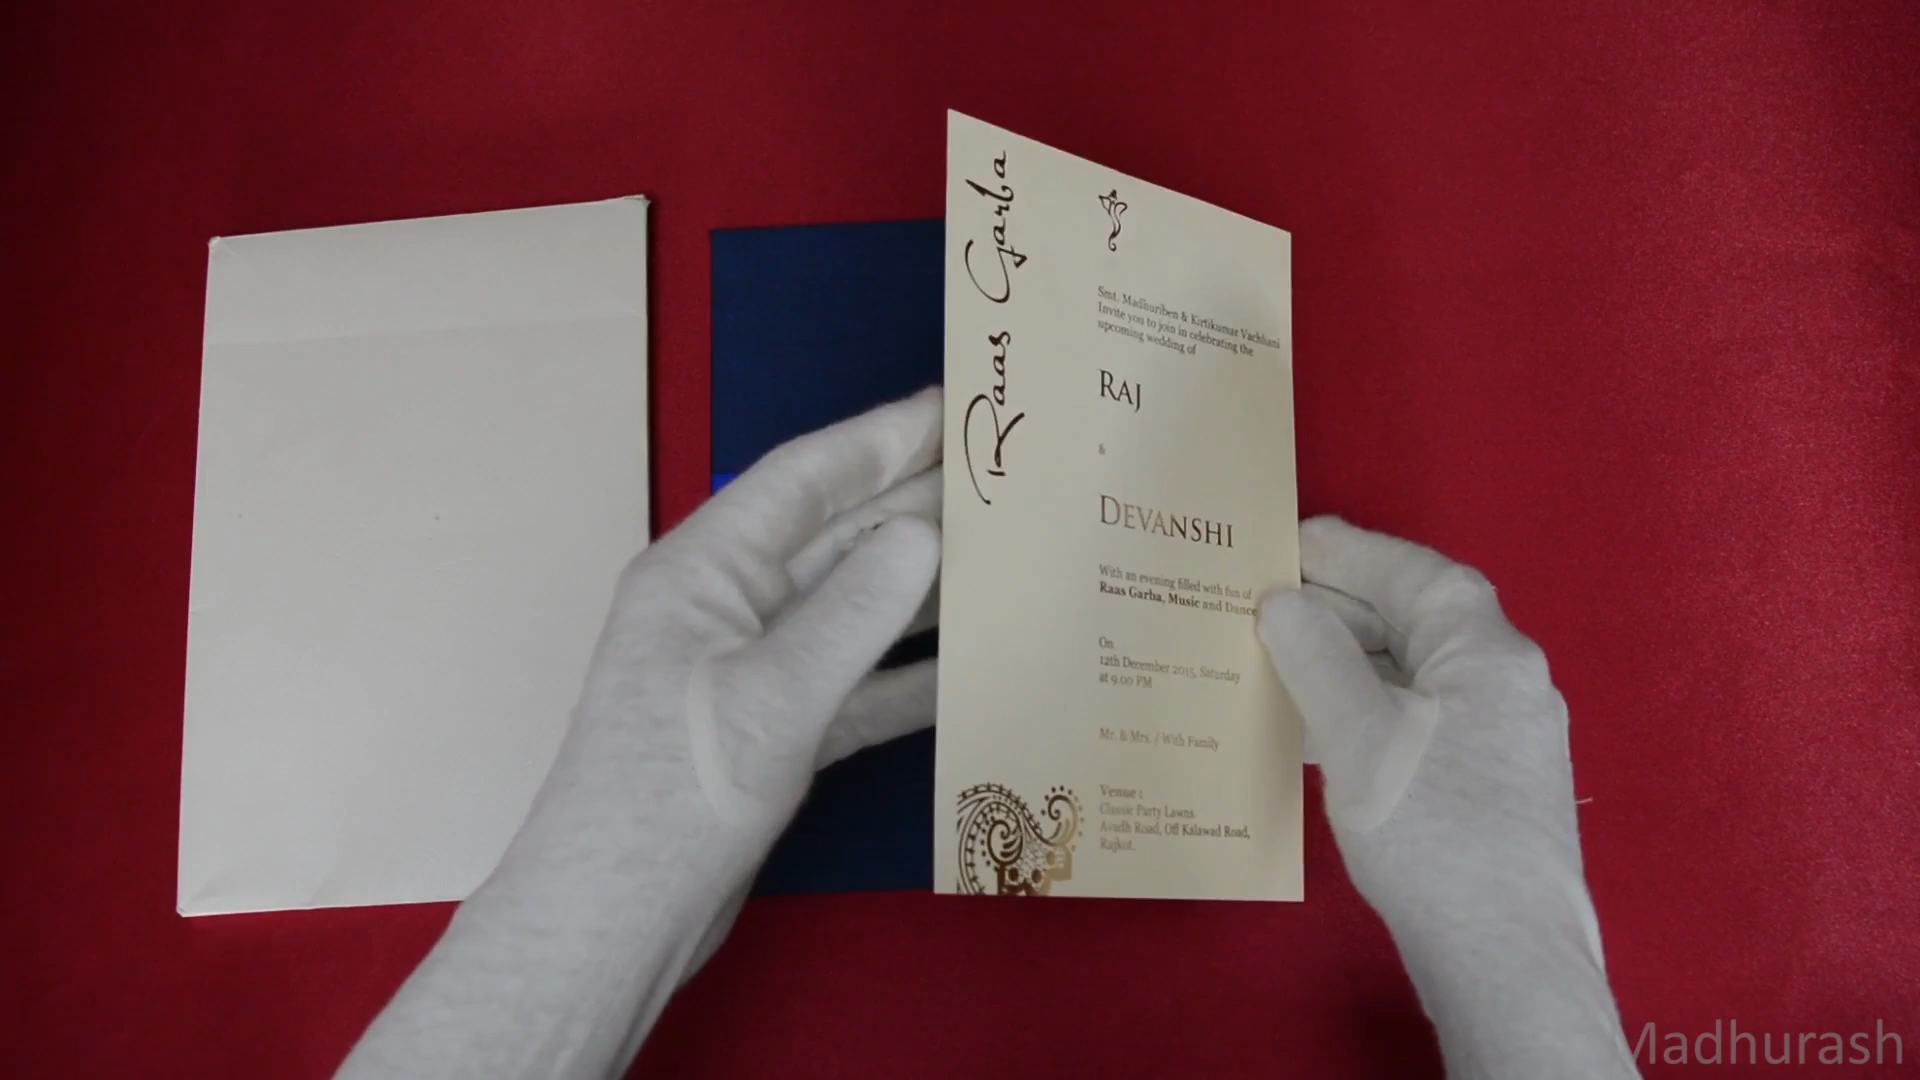 Raas Garba
Smt. Madhuriben & Kirtikumar Vachhani
Invite you to join in celebrating the
upcoming wedding of
RAJ
&
DEVANSHI
With an evening filled with fun of
Raas Garba, Music and Dance
On
12th December 2015, Saturday
at 9.00 PM
Mr. & Mrs. / With Family
Venue :
Classic Party Lawns
Avadh Road, Off Kalawad Road,
Rajkot.
Madhurash